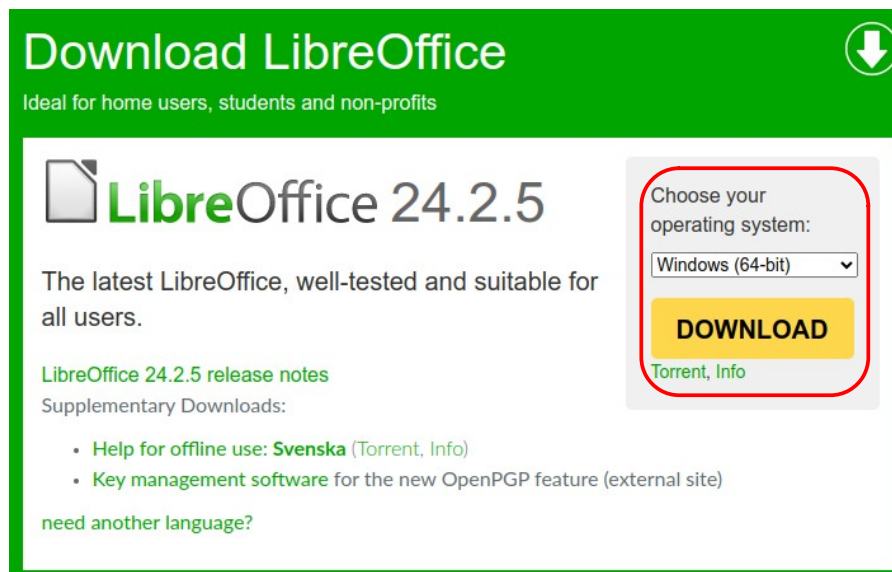 Download LibreOffice
Ideal for home users, students and non-profits
LibreOffice 24.2.5
The latest LibreOffice, well-tested and suitable for
all users.
LibreOffice 24.2.5 release notes
Supplementary Downloads:
• Help for offline use: Svenska (Torrent, Info)
• Key management software for the new OpenPGP feature (external site)
need another language?
Choose your
operating system:
Windows (64-bit)
DOWNLOAD
Torrent, Info